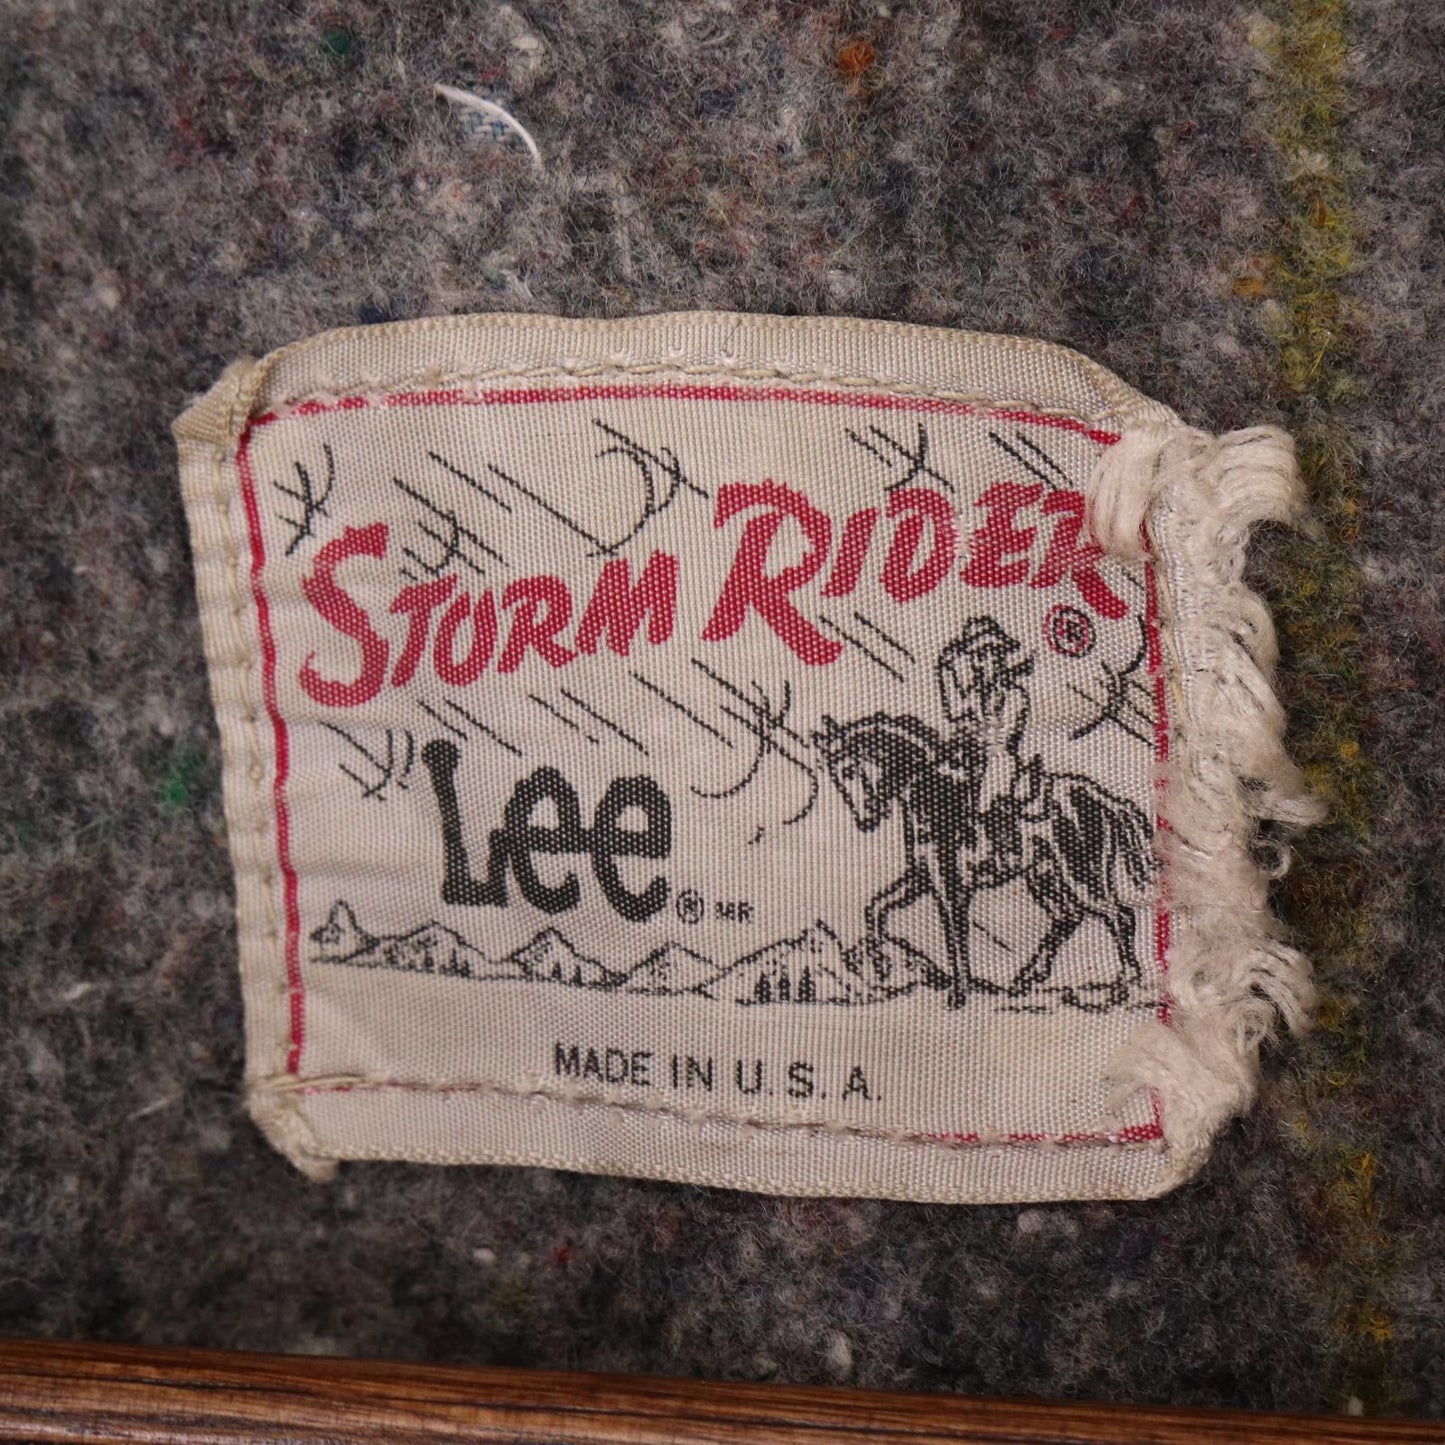 STORM RIDER ®
Lee ® MR
MADE IN U.S.A.